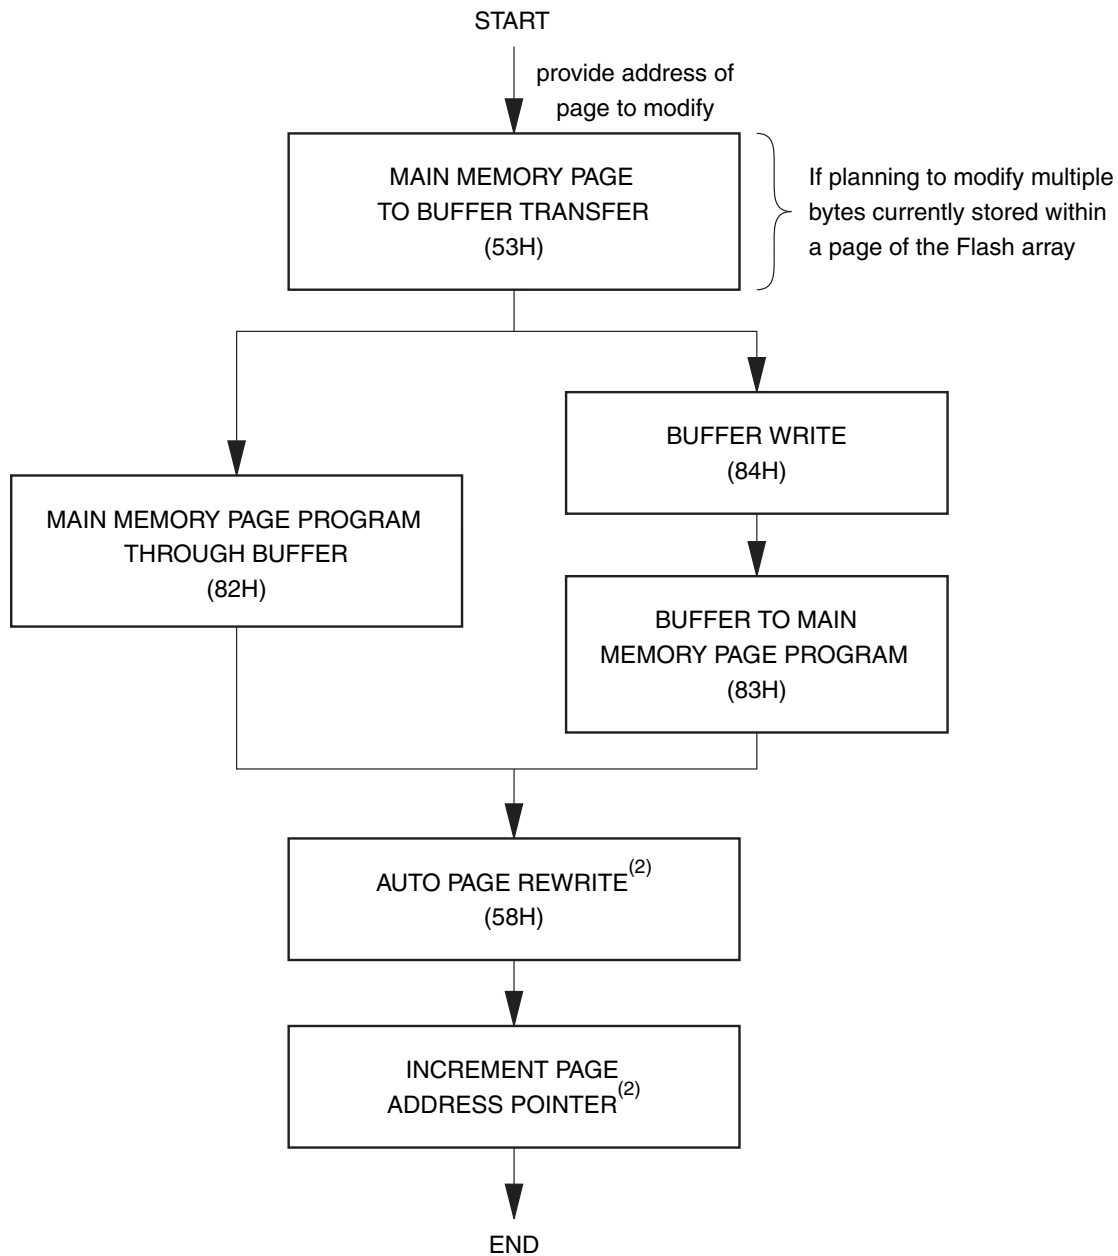 START
provide address of
page to modify
MAIN MEMORY PAGE
TO BUFFER TRANSFER
(53H)
If planning to modify multiple
bytes currently stored within
a page of the Flash array
BUFFER WRITE
(84H)
MAIN MEMORY PAGE PROGRAM
THROUGH BUFFER
(82H)
BUFFER TO MAIN
MEMORY PAGE PROGRAM
(83H)
AUTO PAGE REWRITE(2)
(58H)
INCREMENT PAGE
ADDRESS POINTER(2)
END